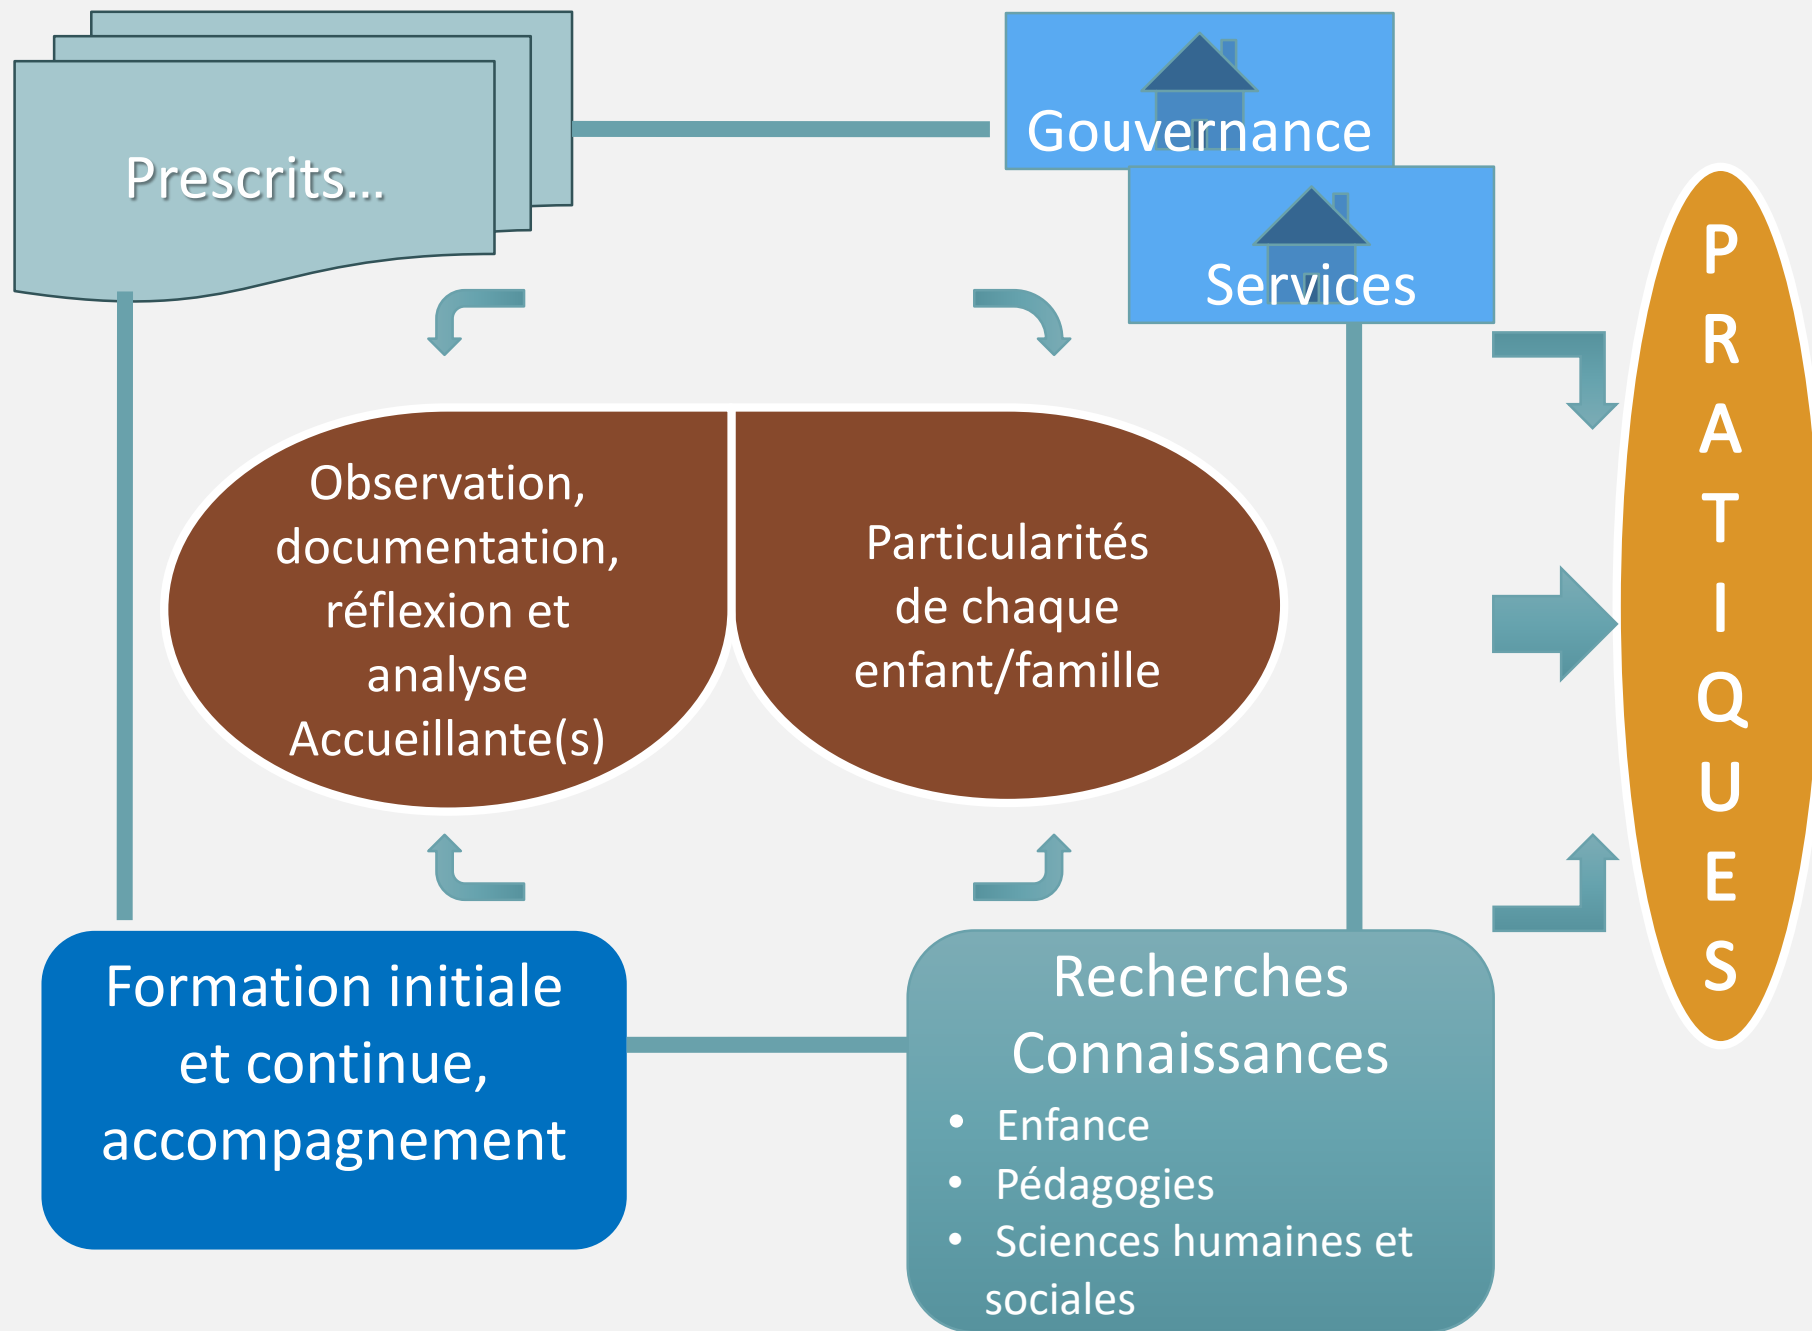 Prescrits...
Gouvernance
Services
Observation,
documentation,
réflexion et
analyse
Accueillante(s)
Particularités
de chaque
enfant/famille
Formation initiale
et continue,
accompagnement
Recherches
Connaissances
• Enfance
• Pédagogies
• Sciences humaines et
sociales
P
R
A
T
I
Q
U
E
S